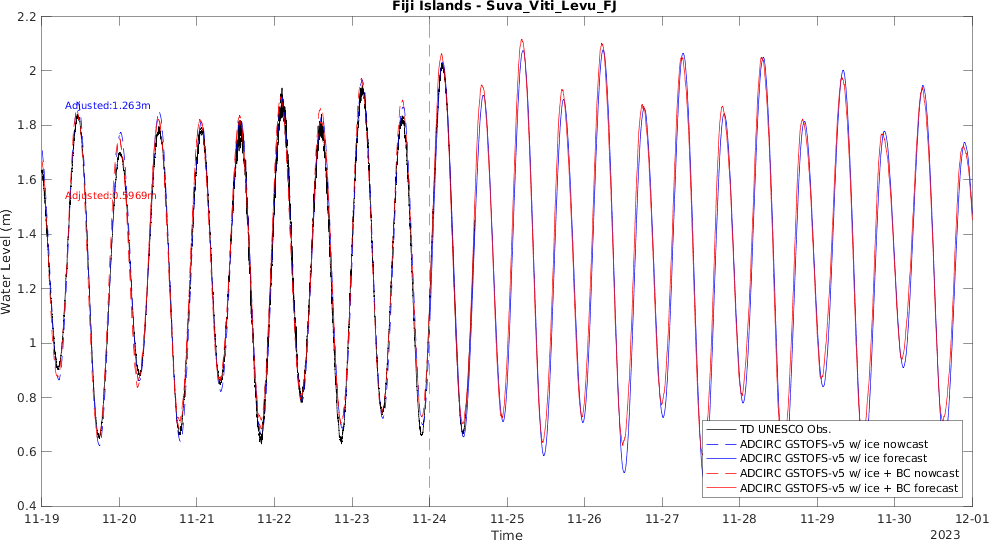 Fiji Islands - Suva_Viti_Levu_FJ
2.2
2
1.8
1.6
1.4
1.2
1
0.8
0.6
0.4
Water Level (m)
Adjusted:1.263m
Adjusted:0.5969m
TD UNESCO Obs.
ADCIRC GSTOFS-v5 w/ ice nowcast
ADCIRC GSTOFS-v5 w/ ice forecast
ADCIRC GSTOFS-v5 w/ ice + BC nowcast
ADCIRC GSTOFS-v5 w/ ice + BC forecast
11-19 11-20 11-21 11-22 11-23 11-24 11-25 11-26 11-27 11-28 11-29 11-30 12-01
Time
2023